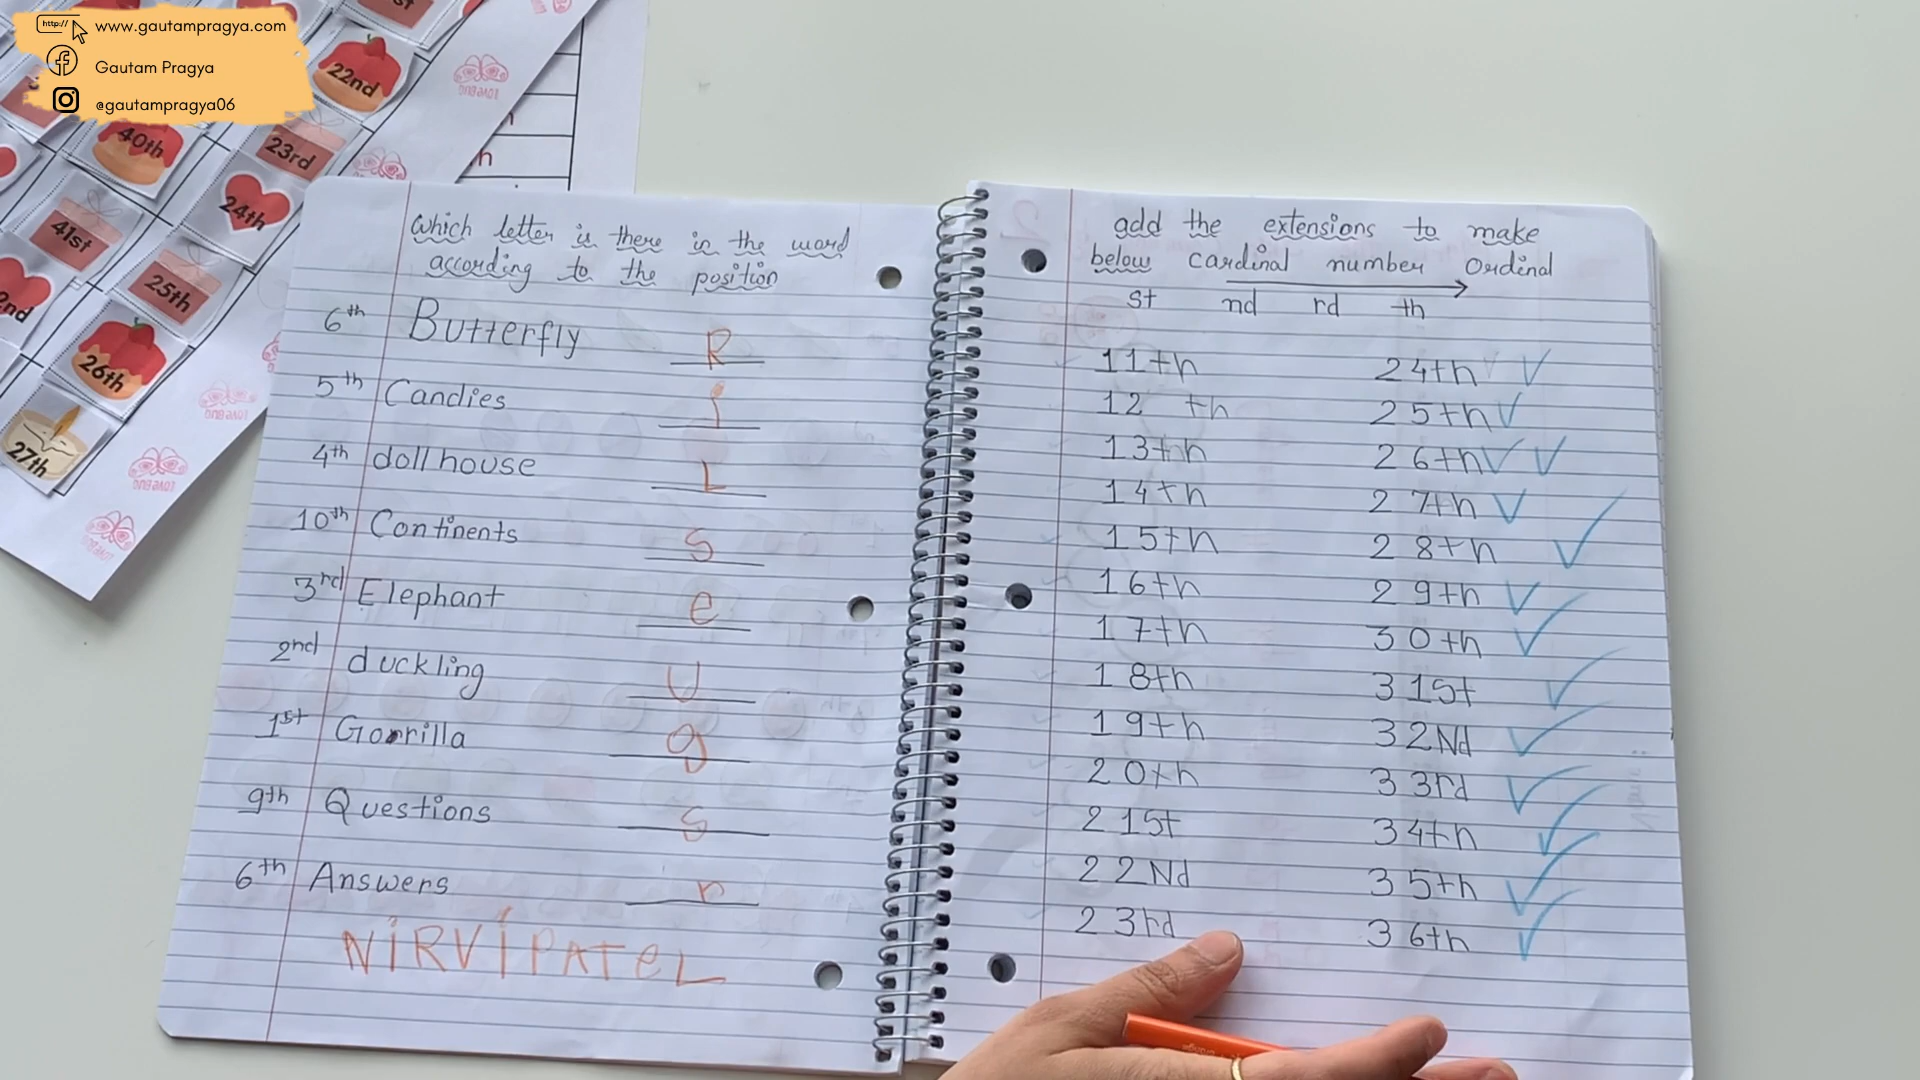 http://
www.gautampragya.com
Gautam Pragya
@gautampragya06
22nd
40th
23rd
24th
41st
25th
26th
27th
Which letter is there in the word
according to the position
6th Butterfly R
5th Candies i
4th doll house L
10th Continents S
3rd Elephant e
2nd duckling U
1st Gorrilla g
9th Questions S
6th Answers r
NiRVi PATeL
add the extensions to make
below cardinal number Ordinal
st nd rd th
11th 24th
12 th 25th
13th 26th
14th 27th
15th 28th
16th 29th
17th 30th
18th 31st
19th 32Nd
20th 33rd
21st 34th
22Nd 35th
23rd 36th